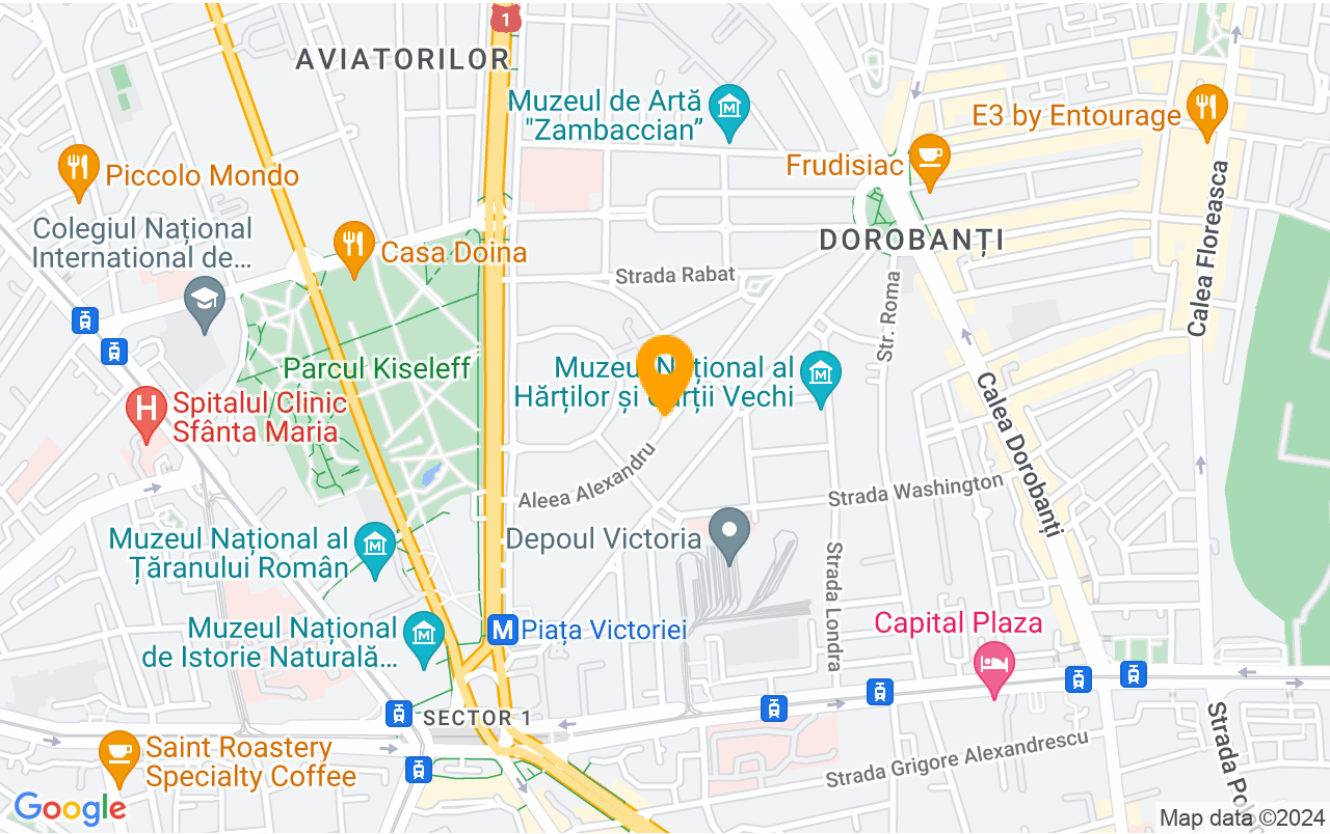 1
AVIATORILOR
Muzeul de Artă
"Zambaccian”
E3 by Entourage
Frudisiac
Piccolo Mondo
Colegiul Național
Internațional de...
Casa Doina
DOROBANȚI
Calea Floreasca
Strada Rabat
Str. Roma
Parcul Kiseleff
Muzeul Național al
Hărților și Cărții Vechi
H
Spitalul Clinic
Sfânta Maria
Calea Dorobanți
Aleea Alexandru
Strada Washington
Muzeul Național al
Țăranului Român
Depoul Victoria
Strada Londra
Muzeul Național
de Istorie Naturală...
M
Piața Victoriei
Capital Plaza
SECTOR 1
Saint Roastery
Specialty Coffee
Strada Grigore Alexandrescu
Strada
Google
Map data ©2024